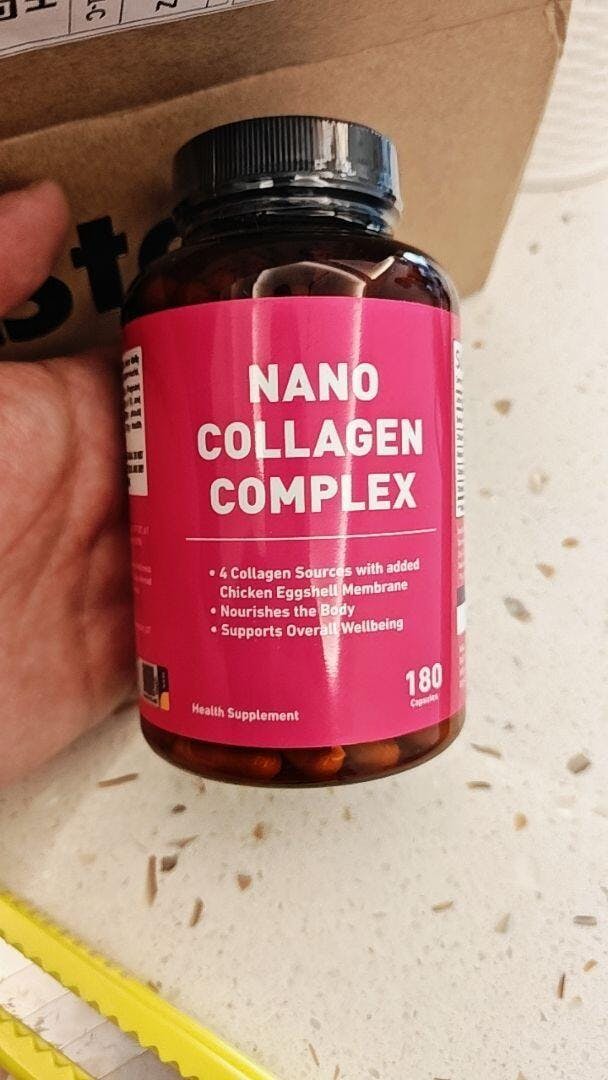 NANO
COLLAGEN
COMPLEX
• 4 Collagen Sources with added
Chicken Eggshell Membrane
• Nourishes the Body
• Supports Overall Wellbeing
180
Capsules
Health Supplement